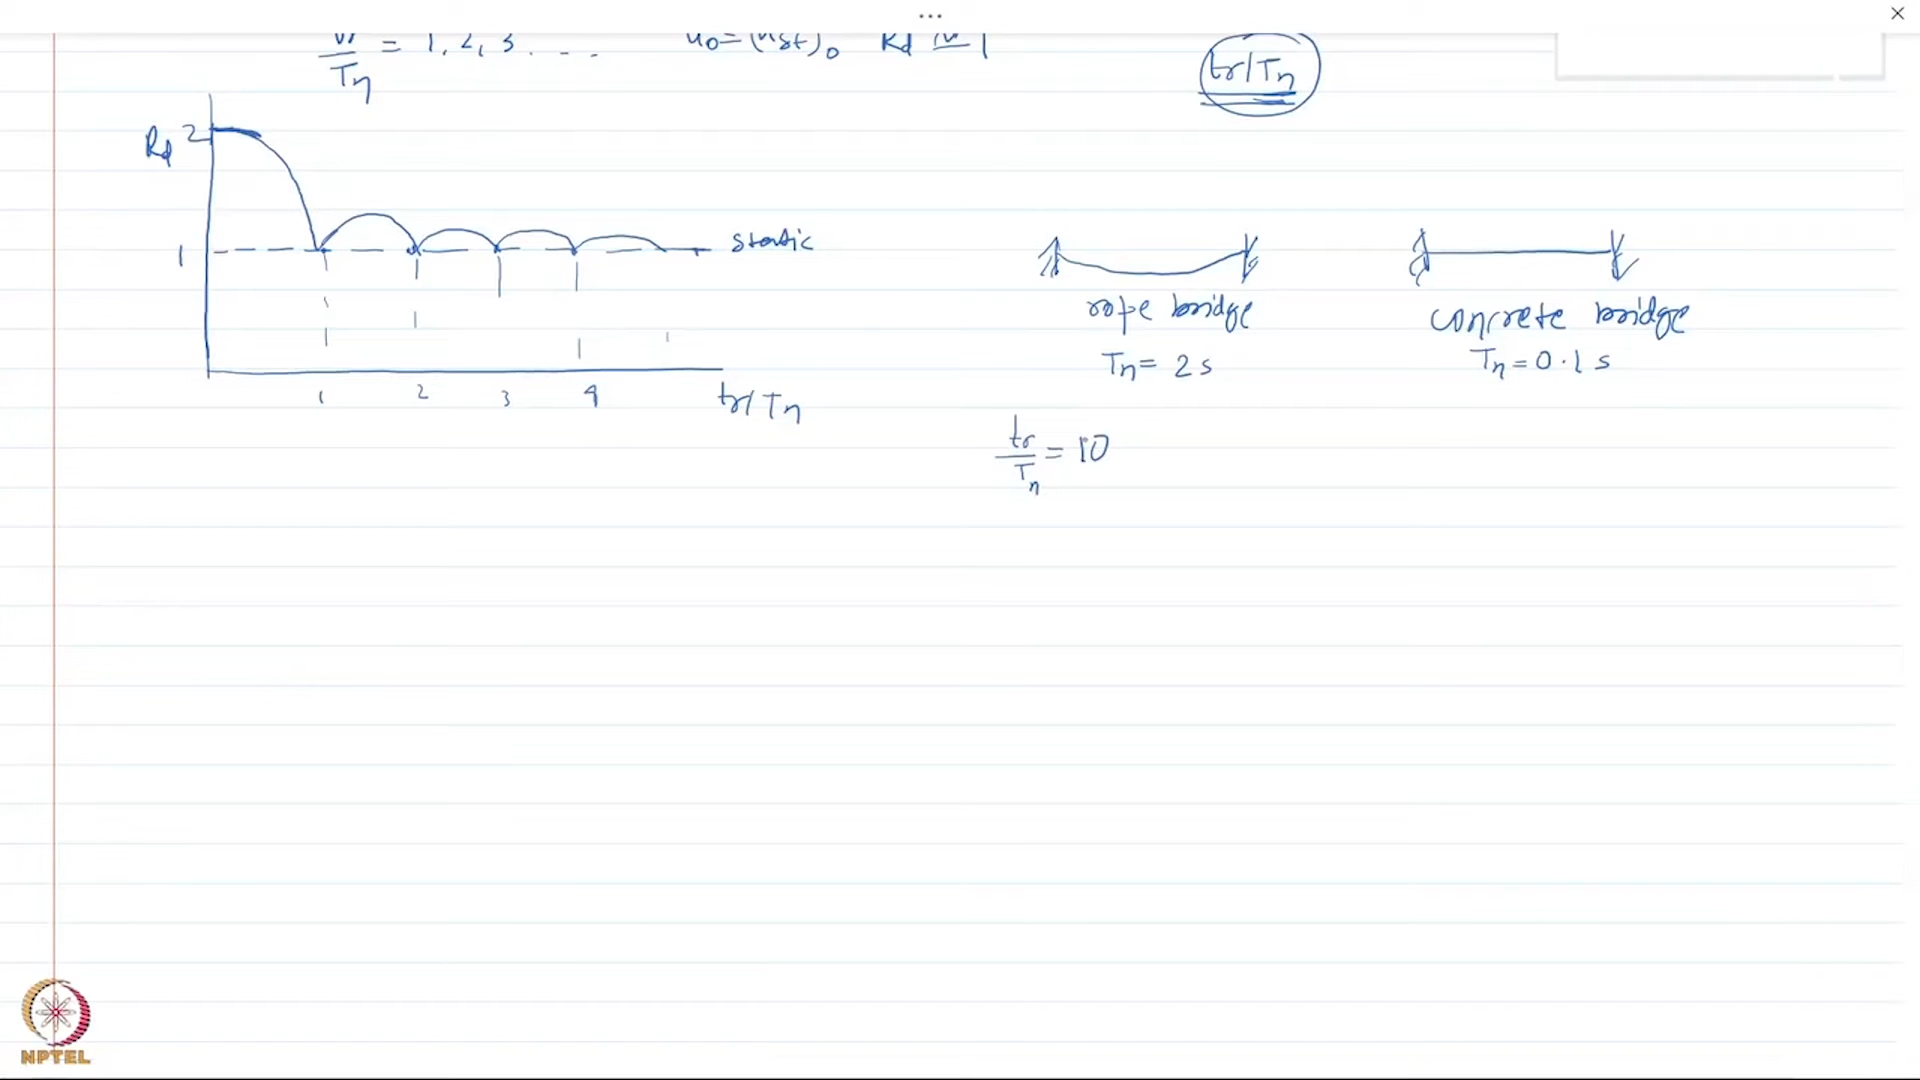 /Tn = 1, 2, 3 . . . u0 = (ust)0 Rd = 1
tr/Tn
Rd 2
1
static
1 2 3 4 tr/Tn
rope bridge
Tn = 2 s
concrete bridge
Tn = 0.1 s
tr/Tn = 10
NPTEL